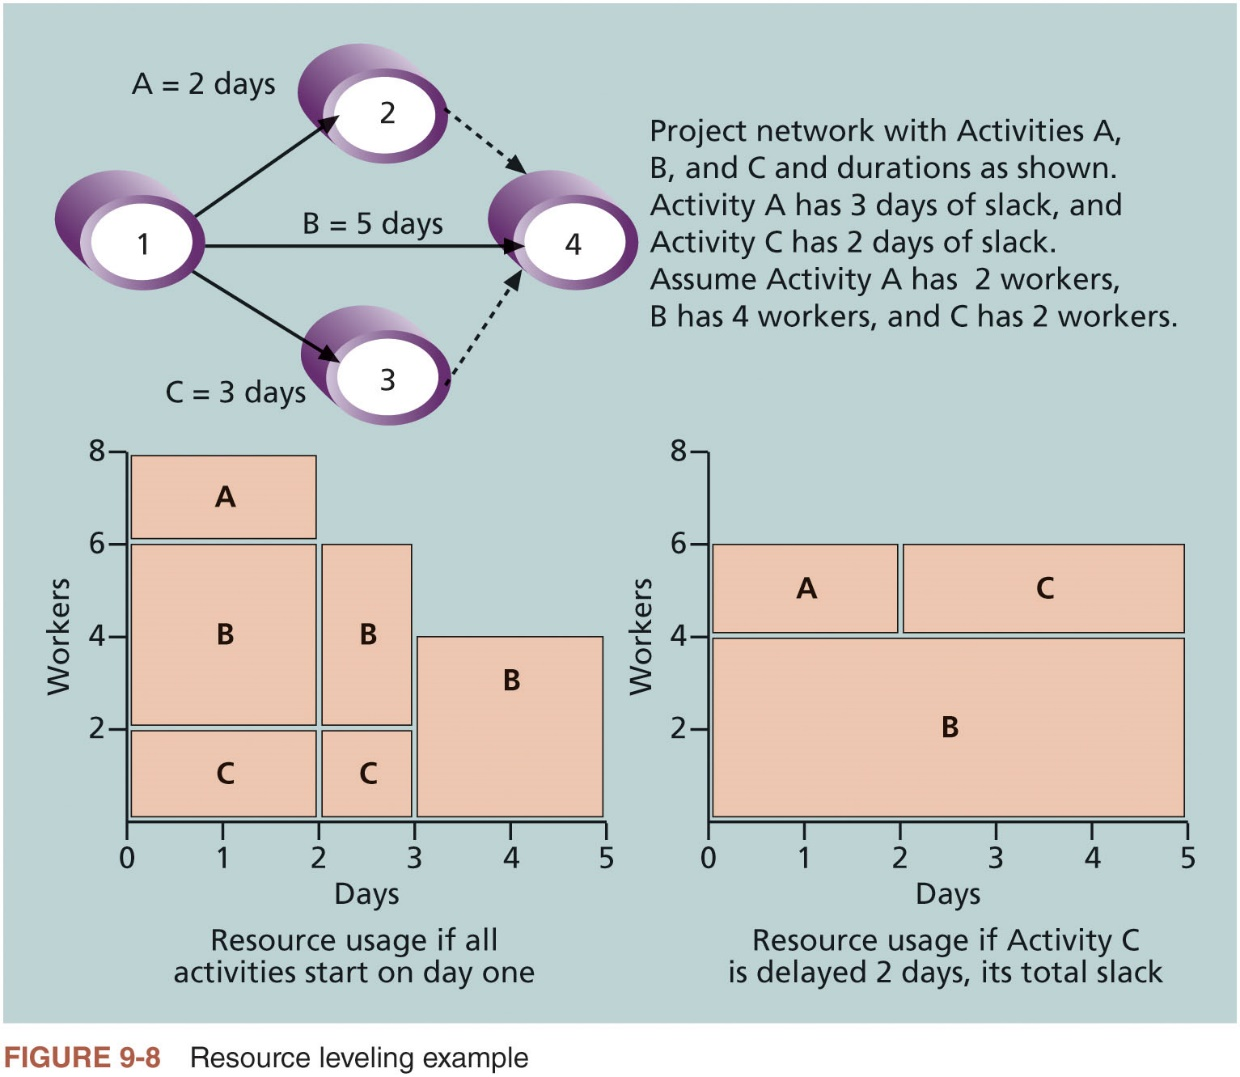 A = 2 days
2
Project network with Activities A,
B, and C and durations as shown.
Activity A has 3 days of slack, and
Activity C has 2 days of slack.
Assume Activity A has 2 workers,
B has 4 workers, and C has 2 workers.
1
B = 5 days
4
C = 3 days
3
8
6
4
2
Workers
A
B
B
B
C
C
0 1 2 3 4 5
Days
Resource usage if all
activities start on day one
8
6
4
2
Workers
A
C
B
0 1 2 3 4 5
Days
Resource usage if Activity C
is delayed 2 days, its total slack
FIGURE 9-8 Resource leveling example